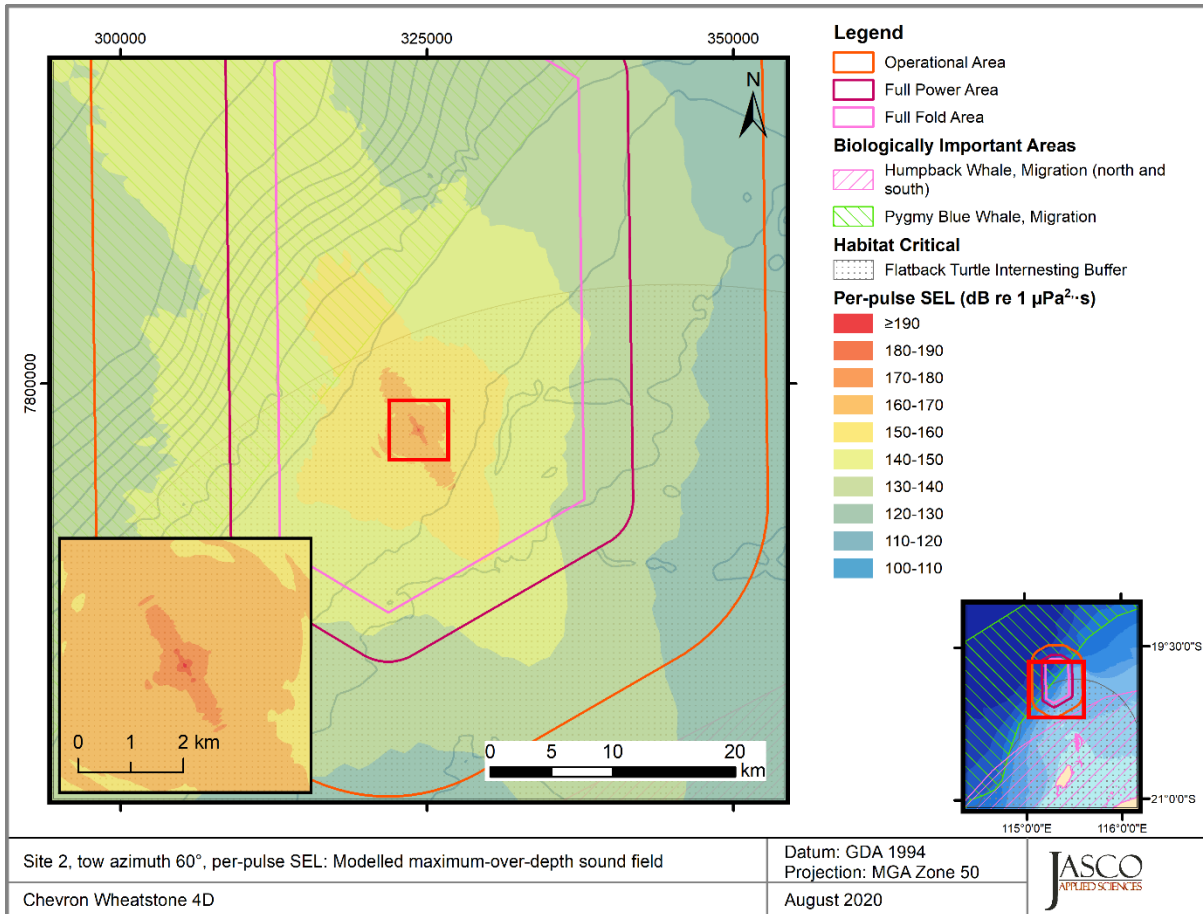 300000 325000 350000
7800000
N
0 1 2 km
0 5 10 20
km
Legend
Operational Area
Full Power Area
Full Fold Area
Biologically Important Areas
Humpback Whale, Migration (north and
south)
Pygmy Blue Whale, Migration
Habitat Critical
Flatback Turtle Internesting Buffer
Per-pulse SEL (dB re 1 µPa²·s)
≥190
180-190
170-180
160-170
150-160
140-150
130-140
120-130
110-120
100-110
19°30'0"S
21°0'0"S
115°0'0"E 116°0'0"E
Site 2, tow azimuth 60°, per-pulse SEL: Modelled maximum-over-depth sound field
Chevron Wheatstone 4D
Datum: GDA 1994
Projection: MGA Zone 50
August 2020
JASCO
APPLIED SCIENCES